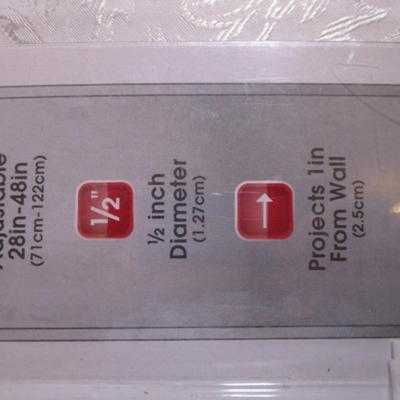 28in-48in
(71cm-122cm)
1/2"
½ inch
Diameter
(1.27cm)
Projects 1in
From Wall
(2.5cm)